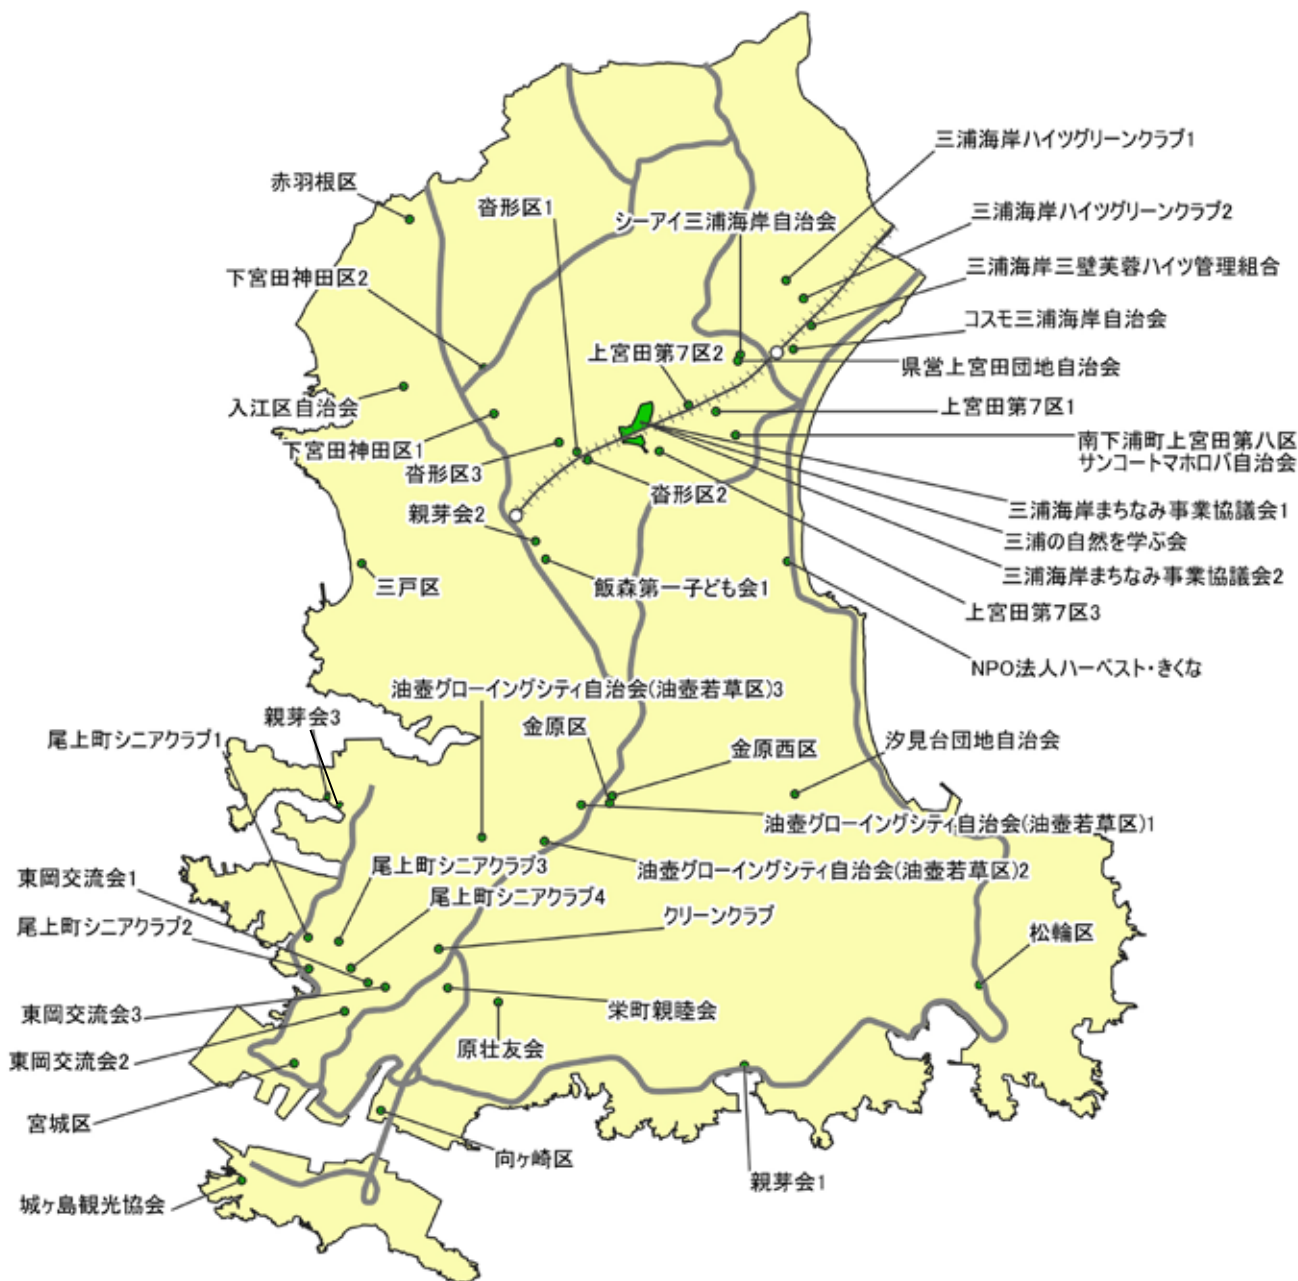 三浦海岸ハイツグリーンクラブ1
赤羽根区
沓形区1
シーアイ三浦海岸自治会
三浦海岸ハイツグリーンクラブ2
下宮田神田区2
三浦海岸三壁芙蓉ハイツ管理組合
コスモ三浦海岸自治会
上宮田第7区2
県営上宮田団地自治会
入江区自治会
上宮田第7区1
下宮田神田区1
南下浦町上宮田第八区
サンコートマホロバ自治会
沓形区3
沓形区2
親芽会2
三浦海岸まちなみ事業協議会1
三浦の自然を学ぶ会
三浦海岸まちなみ事業協議会2
三戸区
飯森第一子ども会1
上宮田第7区3
NPO法人ハーベスト・きくな
油壺グローイングシティ自治会(油壺若草区)3
親芽会3
尾上町シニアクラブ1
金原区
金原西区
汐見台団地自治会
油壺グローイングシティ自治会(油壺若草区)1
尾上町シニアクラブ3
油壺グローイングシティ自治会(油壺若草区)2
東岡交流会1
尾上町シニアクラブ4
尾上町シニアクラブ2
クリーンクラブ
松輪区
東岡交流会3
栄町親睦会
原壮友会
東岡交流会2
宮城区
向ヶ崎区
親芽会1
城ヶ島観光協会